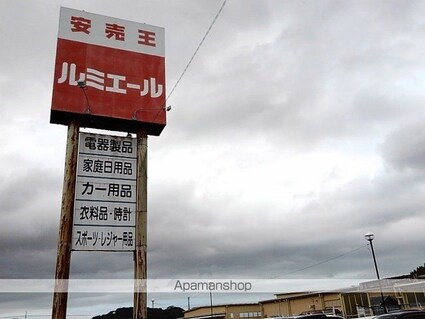 安売王
ルミエール
電器製品
家庭日用品
カー用品
衣料品・時計
スポーツ・レジャー用品
Apamanshop